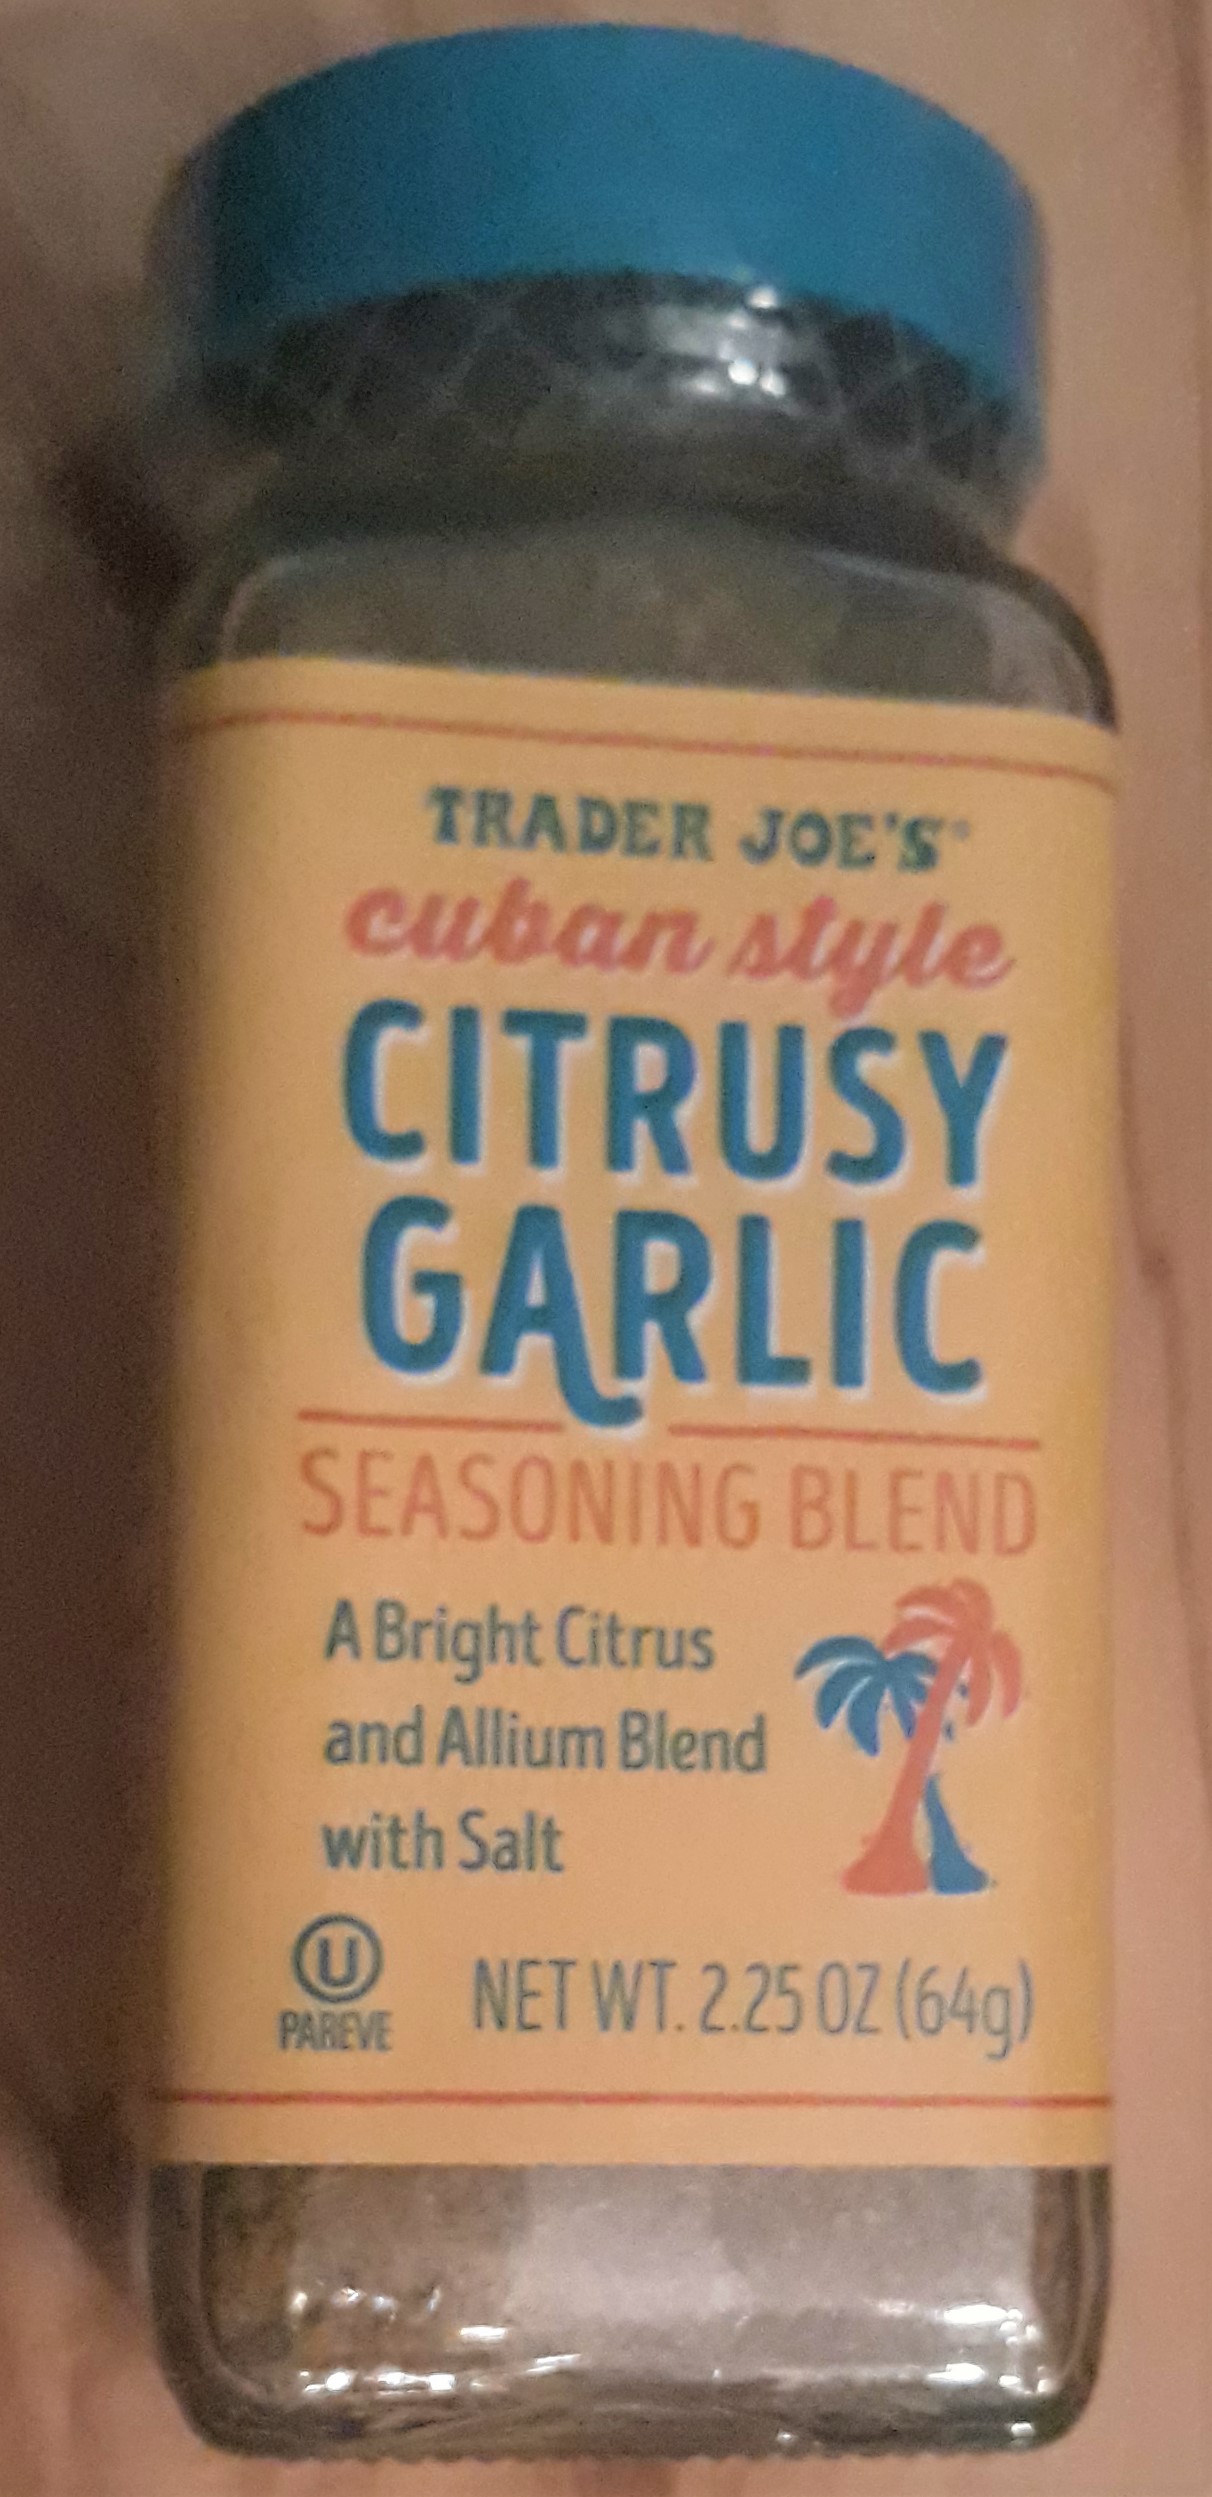 TRADER JOE'S
cuban style
CITRUSY
GARLIC
SEASONING BLEND
A Bright Citrus
and Allium Blend
with Salt
U
PAREVE
NET WT. 2.25 OZ (64g)